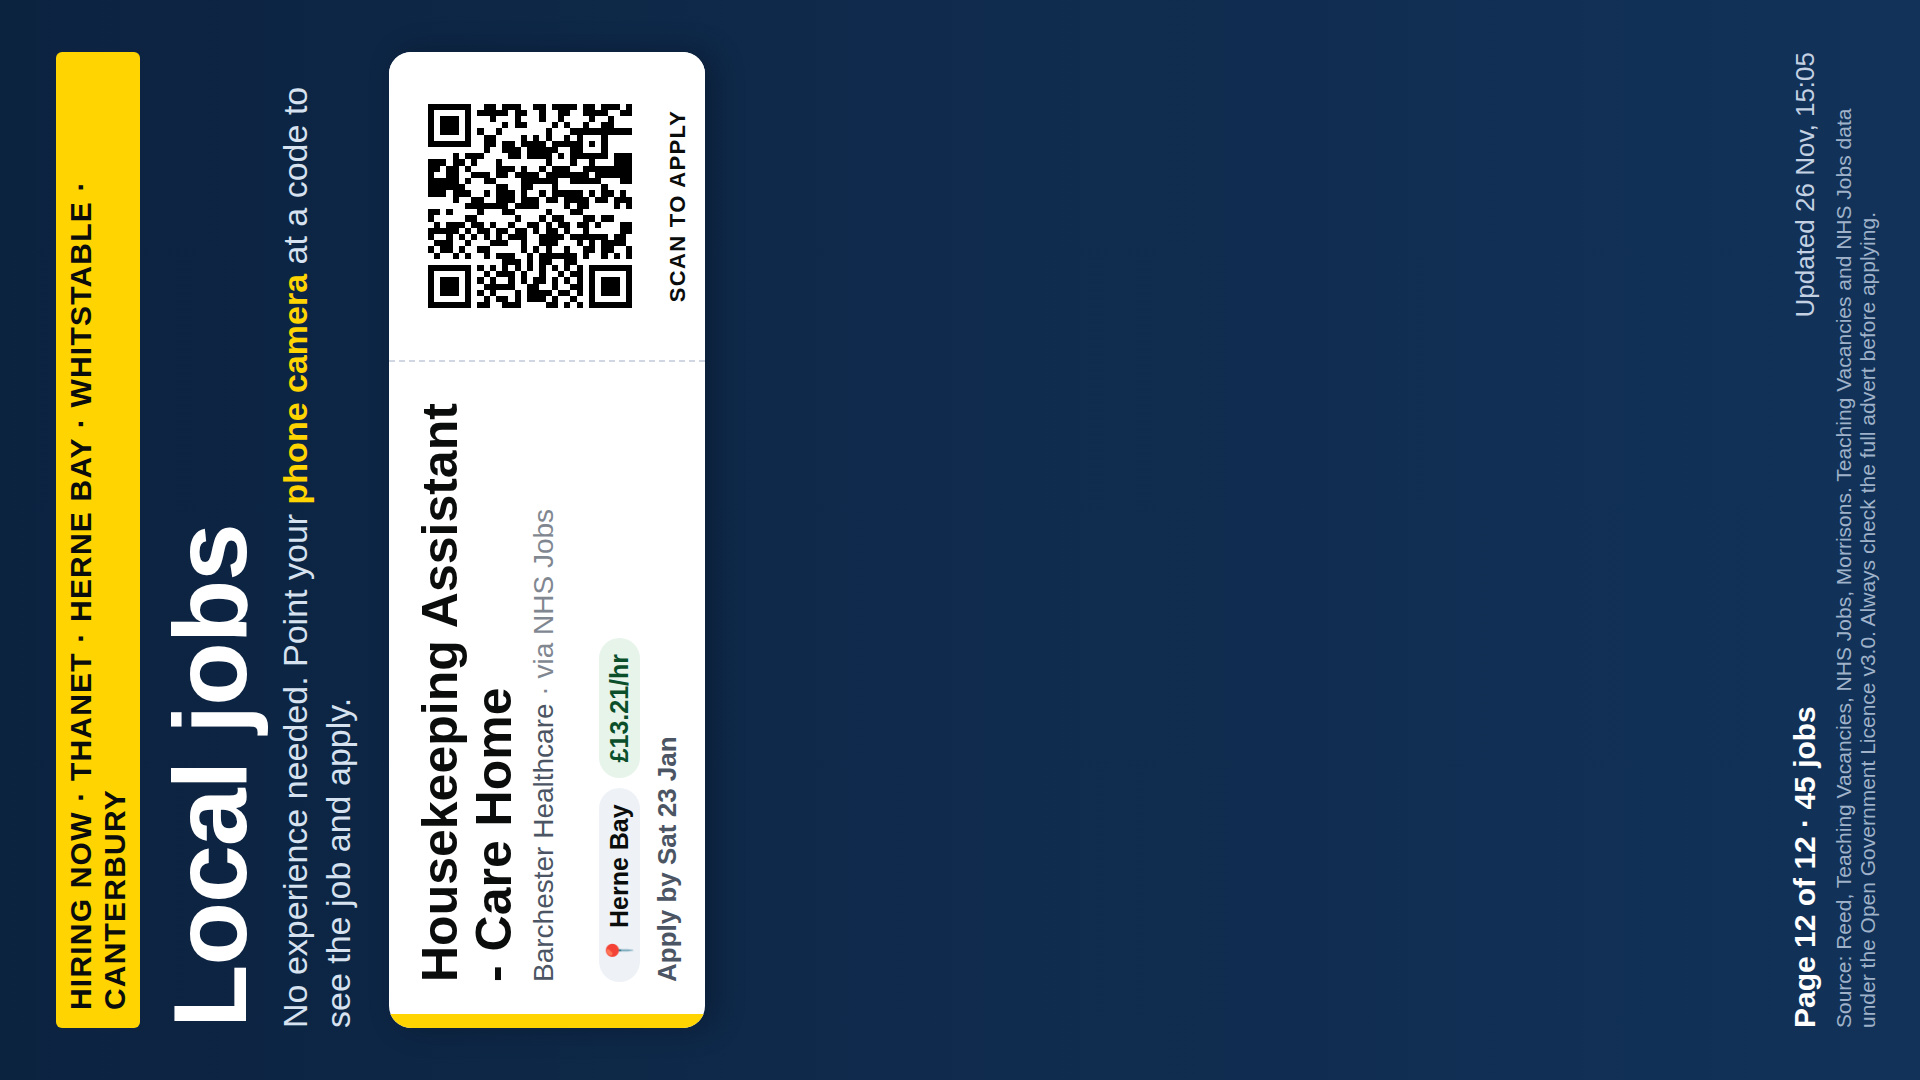 HIRING NOW · THANET · HERNE BAY · WHITSTABLE ·
CANTERBURY
Local jobs
No experience needed. Point your phone camera at a code to
see the job and apply.
Housekeeping Assistant
- Care Home
Barchester Healthcare · via NHS Jobs
📍 Herne Bay £13.21/hr
Apply by Sat 23 Jan
SCAN TO APPLY
Page 12 of 12 · 45 jobs
Updated 26 Nov, 15:05
Source: Reed, Teaching Vacancies, NHS Jobs, Morrisons. Teaching Vacancies and NHS Jobs data
under the Open Government Licence v3.0. Always check the full advert before applying.